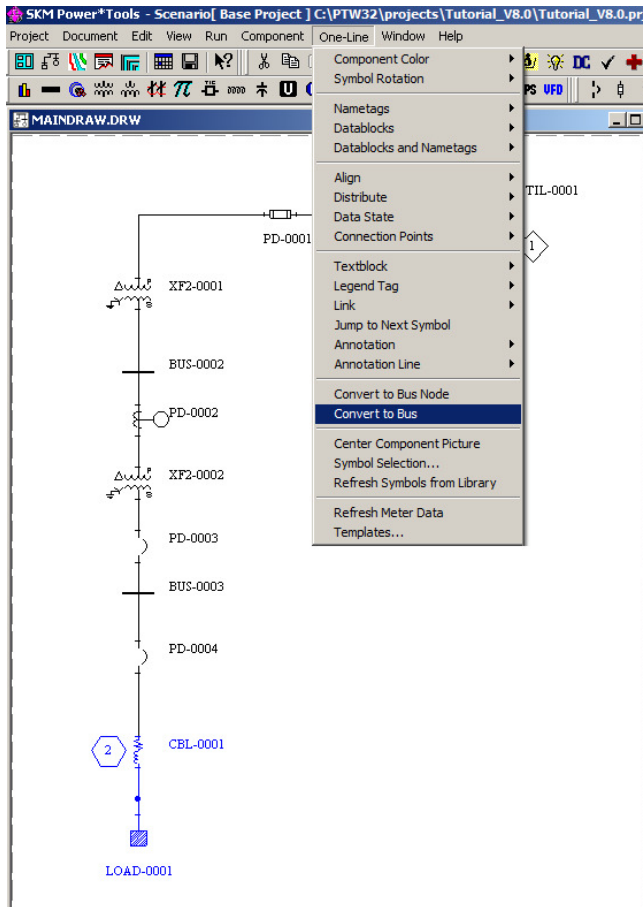 SKM Power*Tools - Scenario[ Base Project ] C:\PTW32\projects\Tutorial_V8.0\Tutorial_V8.0.pr
Project Document Edit View Run Component One-Line Window Help
DC
TIE
U
PS VFD
MAINDRAW.DRW
Component Color
Symbol Rotation
Nametags
Datablocks
Datablocks and Nametags
Align
Distribute
Data State
Connection Points
Textblock
Legend Tag
Link
Jump to Next Symbol
Annotation
Annotation Line
Convert to Bus Node
Convert to Bus
Center Component Picture
Symbol Selection...
Refresh Symbols from Library
Refresh Meter Data
Templates...
TIL-0001
PD-0001
1
P
XF2-0001
S
BUS-0002
PD-0002
P
XF2-0002
S
PD-0003
BUS-0003
PD-0004
CBL-0001
2
LOAD-0001